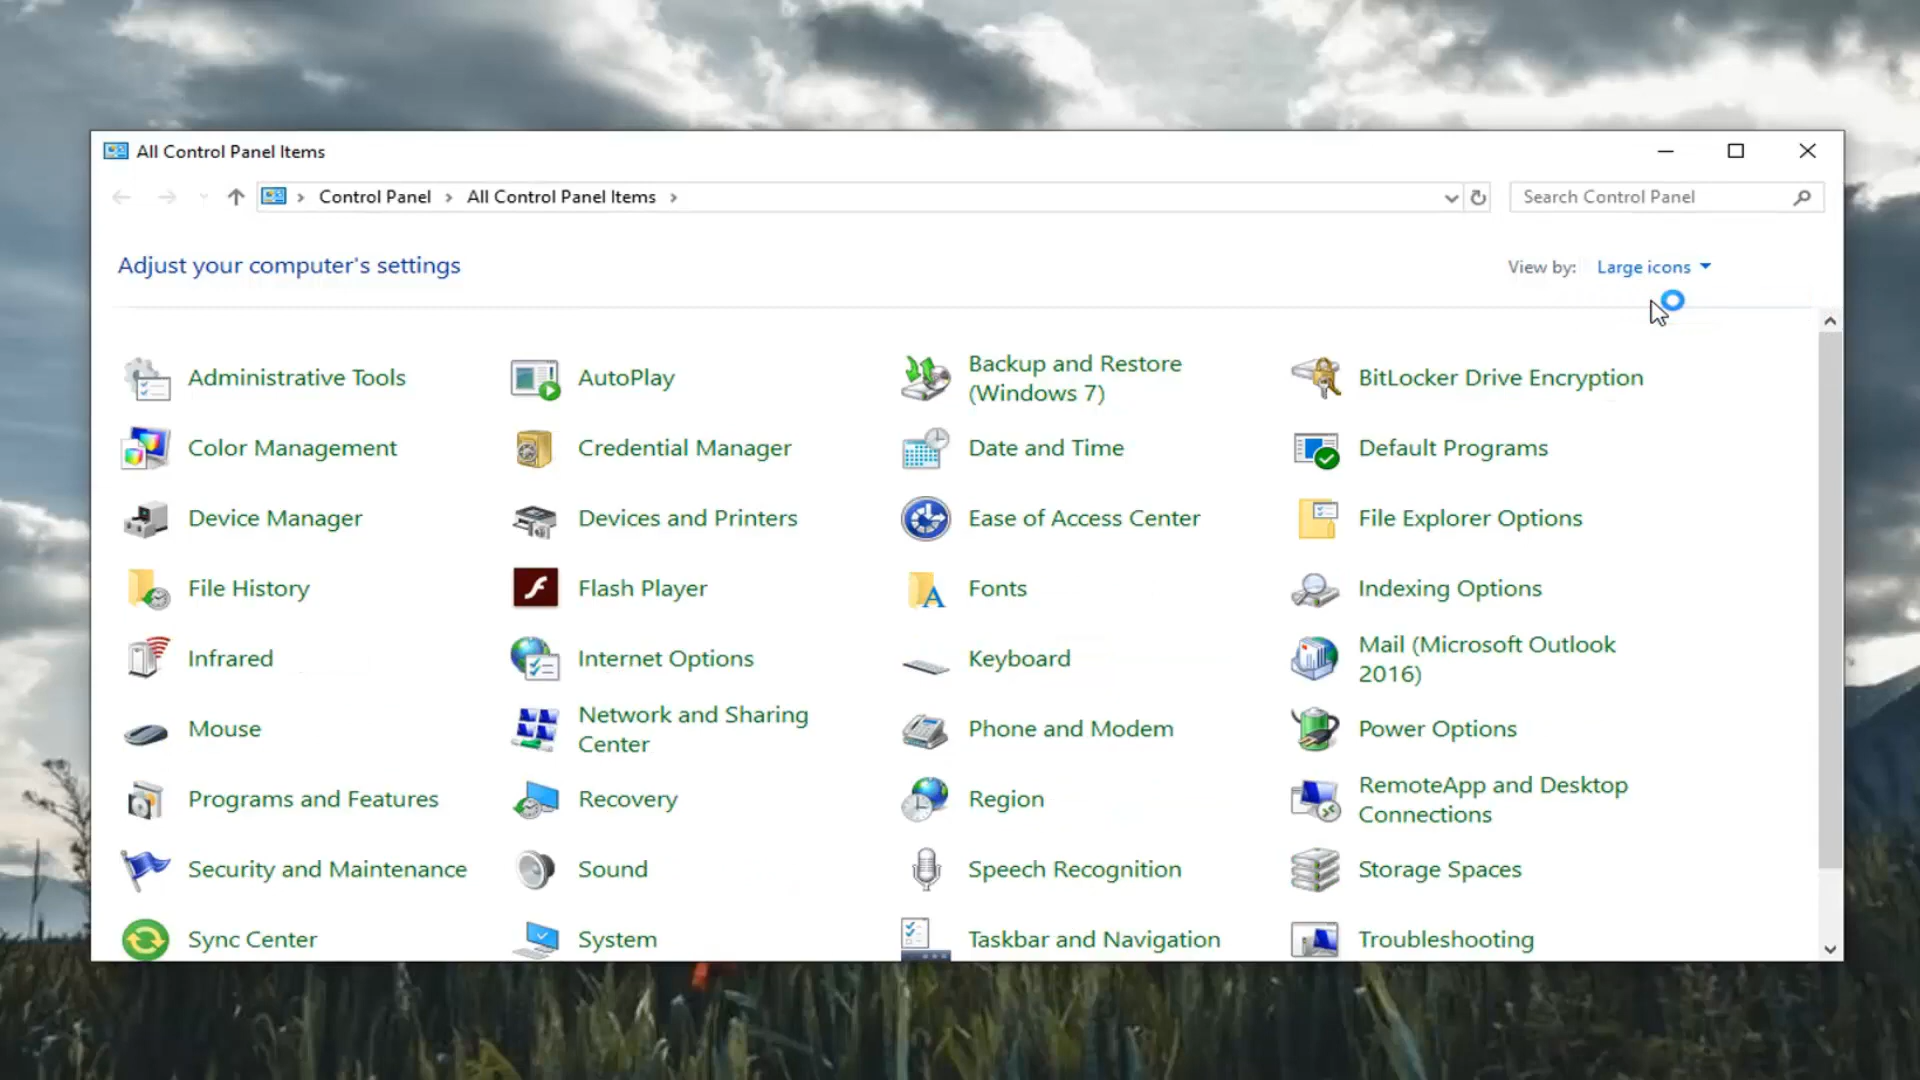 All Control Panel Items
Control Panel > All Control Panel Items >
Search Control Panel
Adjust your computer's settings
View by: Large icons
Administrative Tools
AutoPlay
Backup and Restore
(Windows 7)
BitLocker Drive Encryption
Color Management
Credential Manager
Date and Time
Default Programs
Device Manager
Devices and Printers
Ease of Access Center
File Explorer Options
File History
Flash Player
Fonts
Indexing Options
Infrared
Internet Options
Keyboard
Mail (Microsoft Outlook
2016)
Mouse
Network and Sharing
Center
Phone and Modem
Power Options
Programs and Features
Recovery
Region
RemoteApp and Desktop
Connections
Security and Maintenance
Sound
Speech Recognition
Storage Spaces
Sync Center
System
Taskbar and Navigation
Troubleshooting